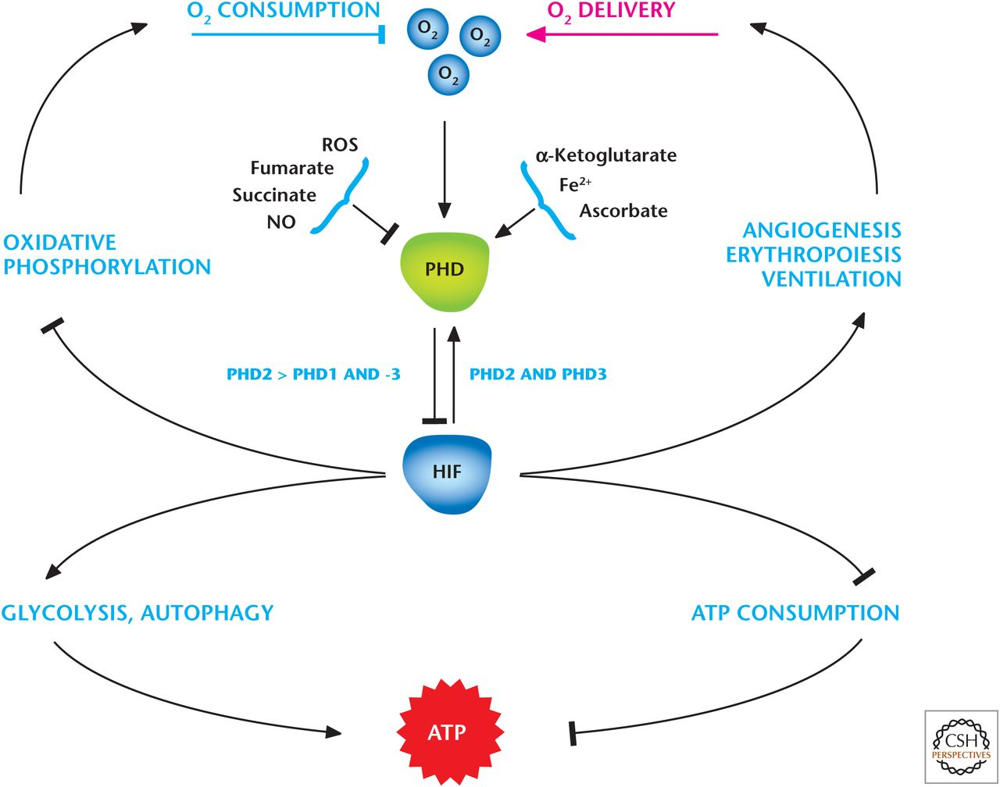 O₂ CONSUMPTION
O₂ DELIVERY
O₂
O₂
O₂
ROS
Fumarate
Succinate
NO
α-Ketoglutarate
Fe²⁺
Ascorbate
OXIDATIVE
PHOSPHORYLATION
PHD
ANGIOGENESIS
ERYTHROPOIESIS
VENTILATION
PHD2 > PHD1 AND -3
PHD2 AND PHD3
HIF
GLYCOLYSIS, AUTOPHAGY
ATP CONSUMPTION
ATP
CSH
PERSPECTIVES